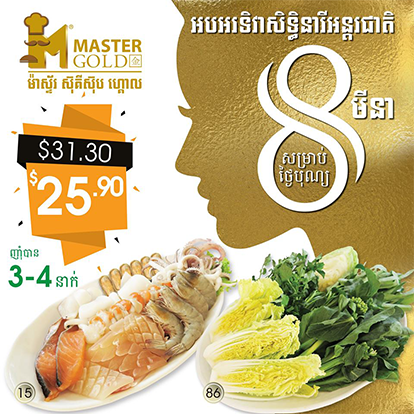 MASTER
GOLD 金
®
ម៉ាស្ទ័រ ស៊ុគីស៊ុប ហ្គោល
អបអរទិវាសិទ្ធិនារីអន្តរជាតិ
៨
មីនា
សម្រាប់
ថ្ងៃបុណ្យ
$31.30
$25.90
ញ៉ាំបាន
3-4 នាក់
15
86